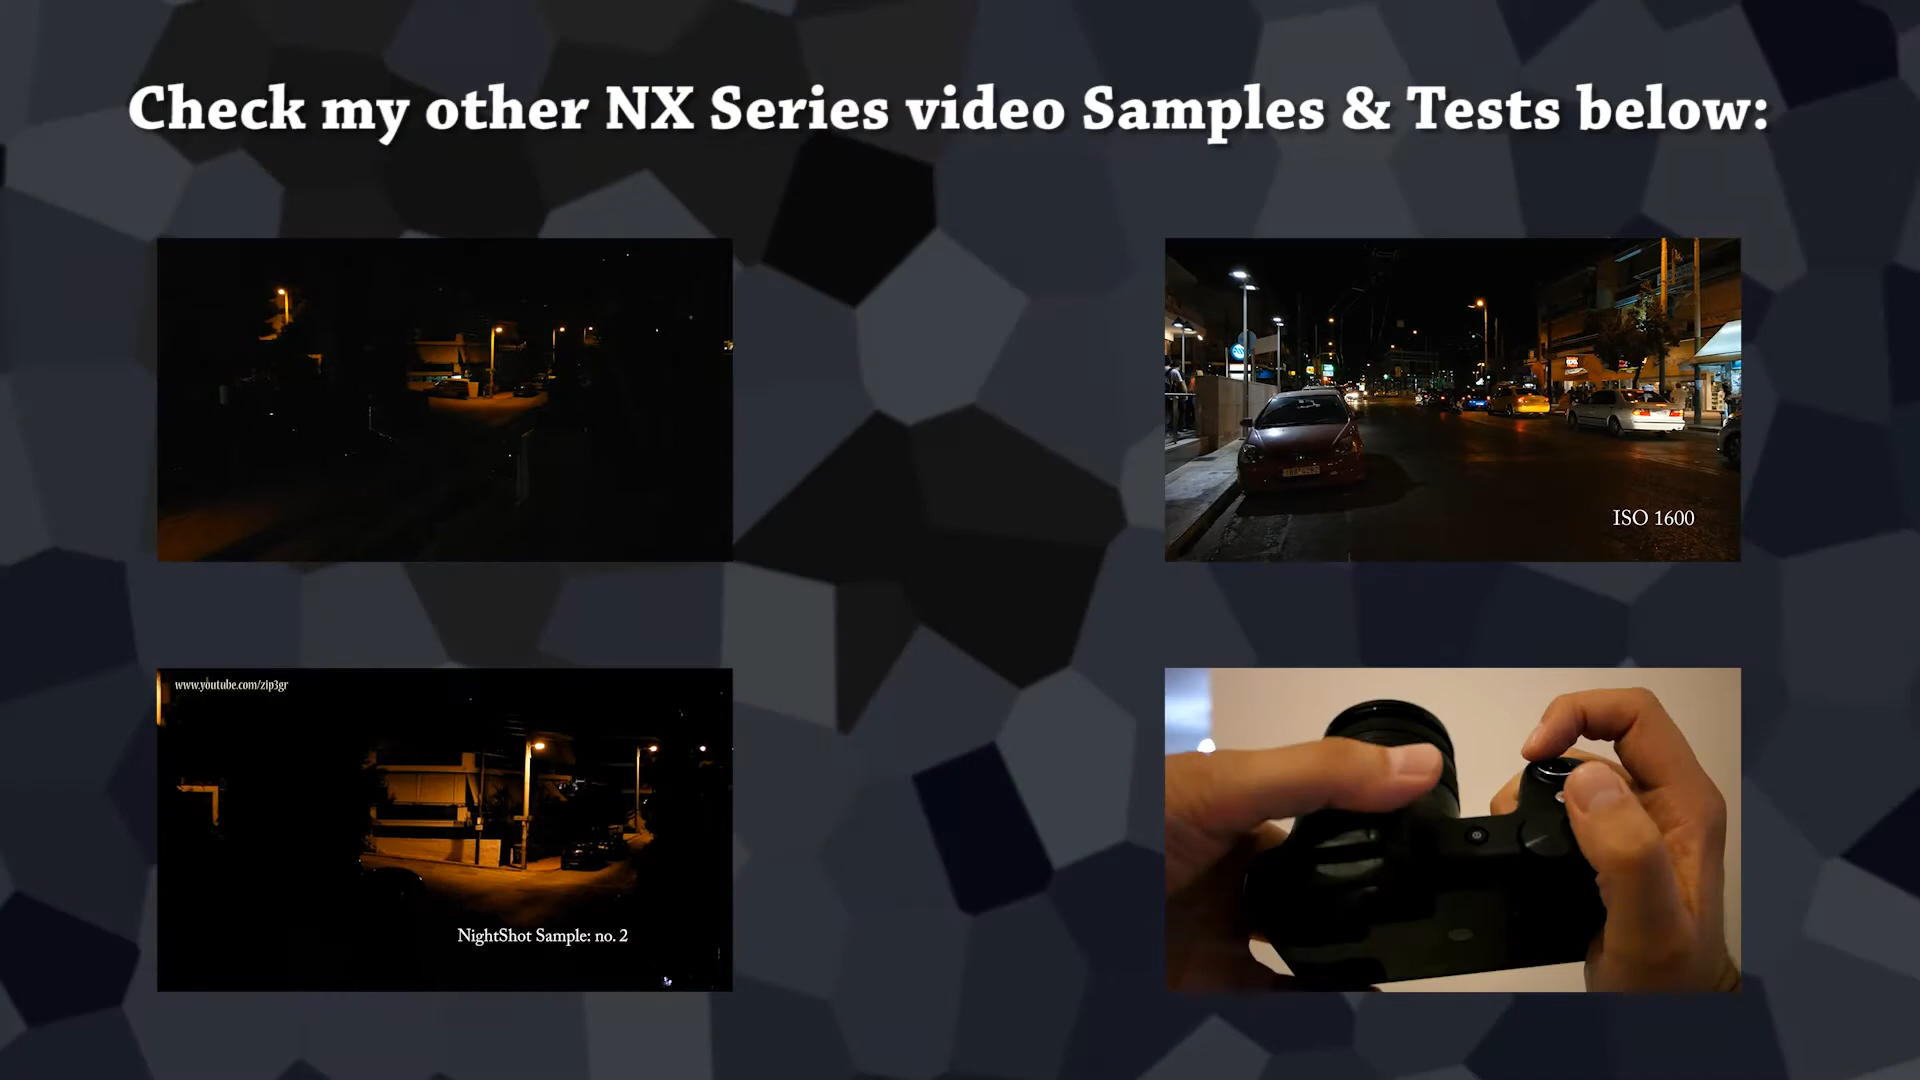 Check my other NX Series video Samples & Tests below:
ISO 1600
www.youtube.com/zip3gr
NightShot Sample: no. 2